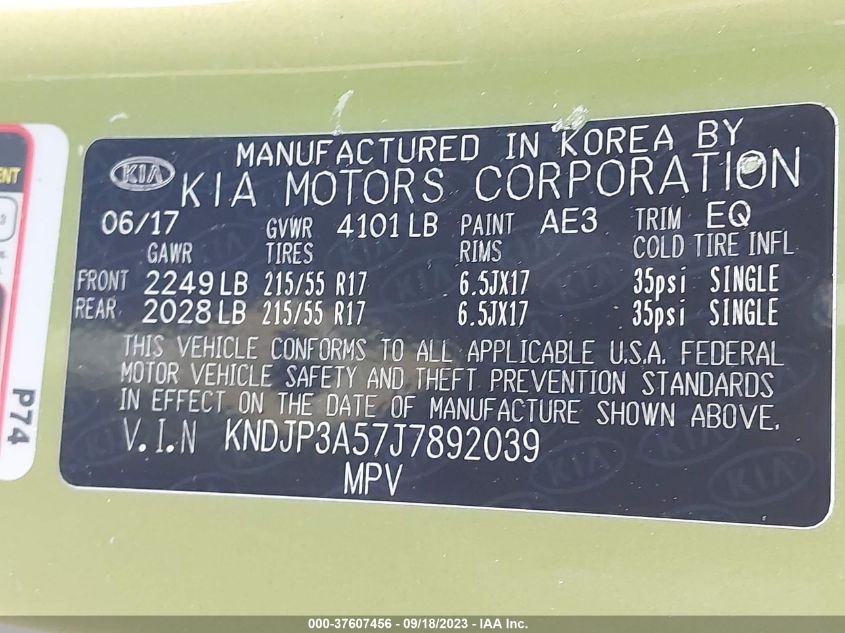 MANUFACTURED IN KOREA BY
KIA KIA MOTORS CORPORATION
06/17 GVWR 4101 LB PAINT AE3 TRIM EQ
GAWR TIRES RIMS COLD TIRE INFL
FRONT 2249 LB 215/55 R17 6.5JX17 35psi SINGLE
REAR 2028 LB 215/55 R17 6.5JX17 35psi SINGLE
THIS VEHICLE CONFORMS TO ALL APPLICABLE U.S.A. FEDERAL
MOTOR VEHICLE SAFETY AND THEFT PREVENTION STANDARDS
IN EFFECT ON THE DATE OF MANUFACTURE SHOWN ABOVE.
V.I.N KNDJP3A57J7892039
MPV
P74
000-37607456 - 09/18/2023 - IAA Inc.